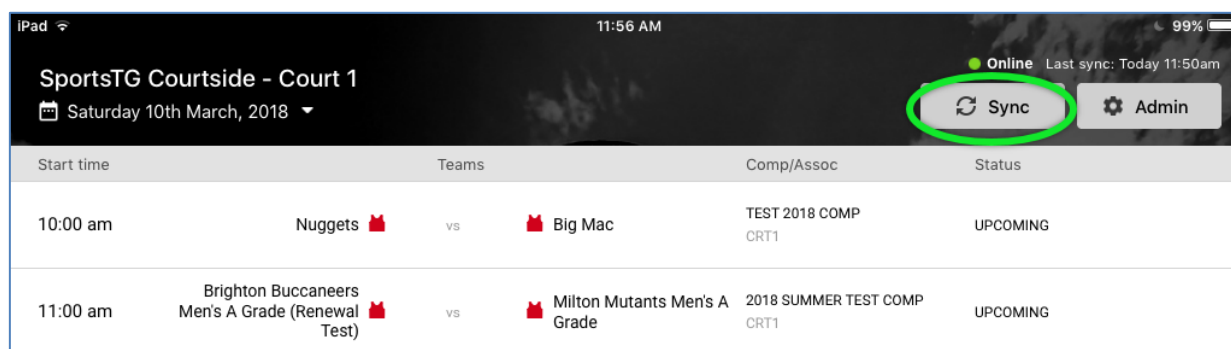 iPad 11:56 AM 99%
Online Last sync: Today 11:50am
SportsTG Courtside - Court 1
Saturday 10th March, 2018
Sync Admin
Start time Teams Comp/Assoc Status
10:00 am Nuggets vs Big Mac TEST 2018 COMP UPCOMING
CRT1
Brighton Buccaneers
11:00 am Men's A Grade (Renewal vs Milton Mutants Men's A 2018 SUMMER TEST COMP UPCOMING
Test) Grade CRT1